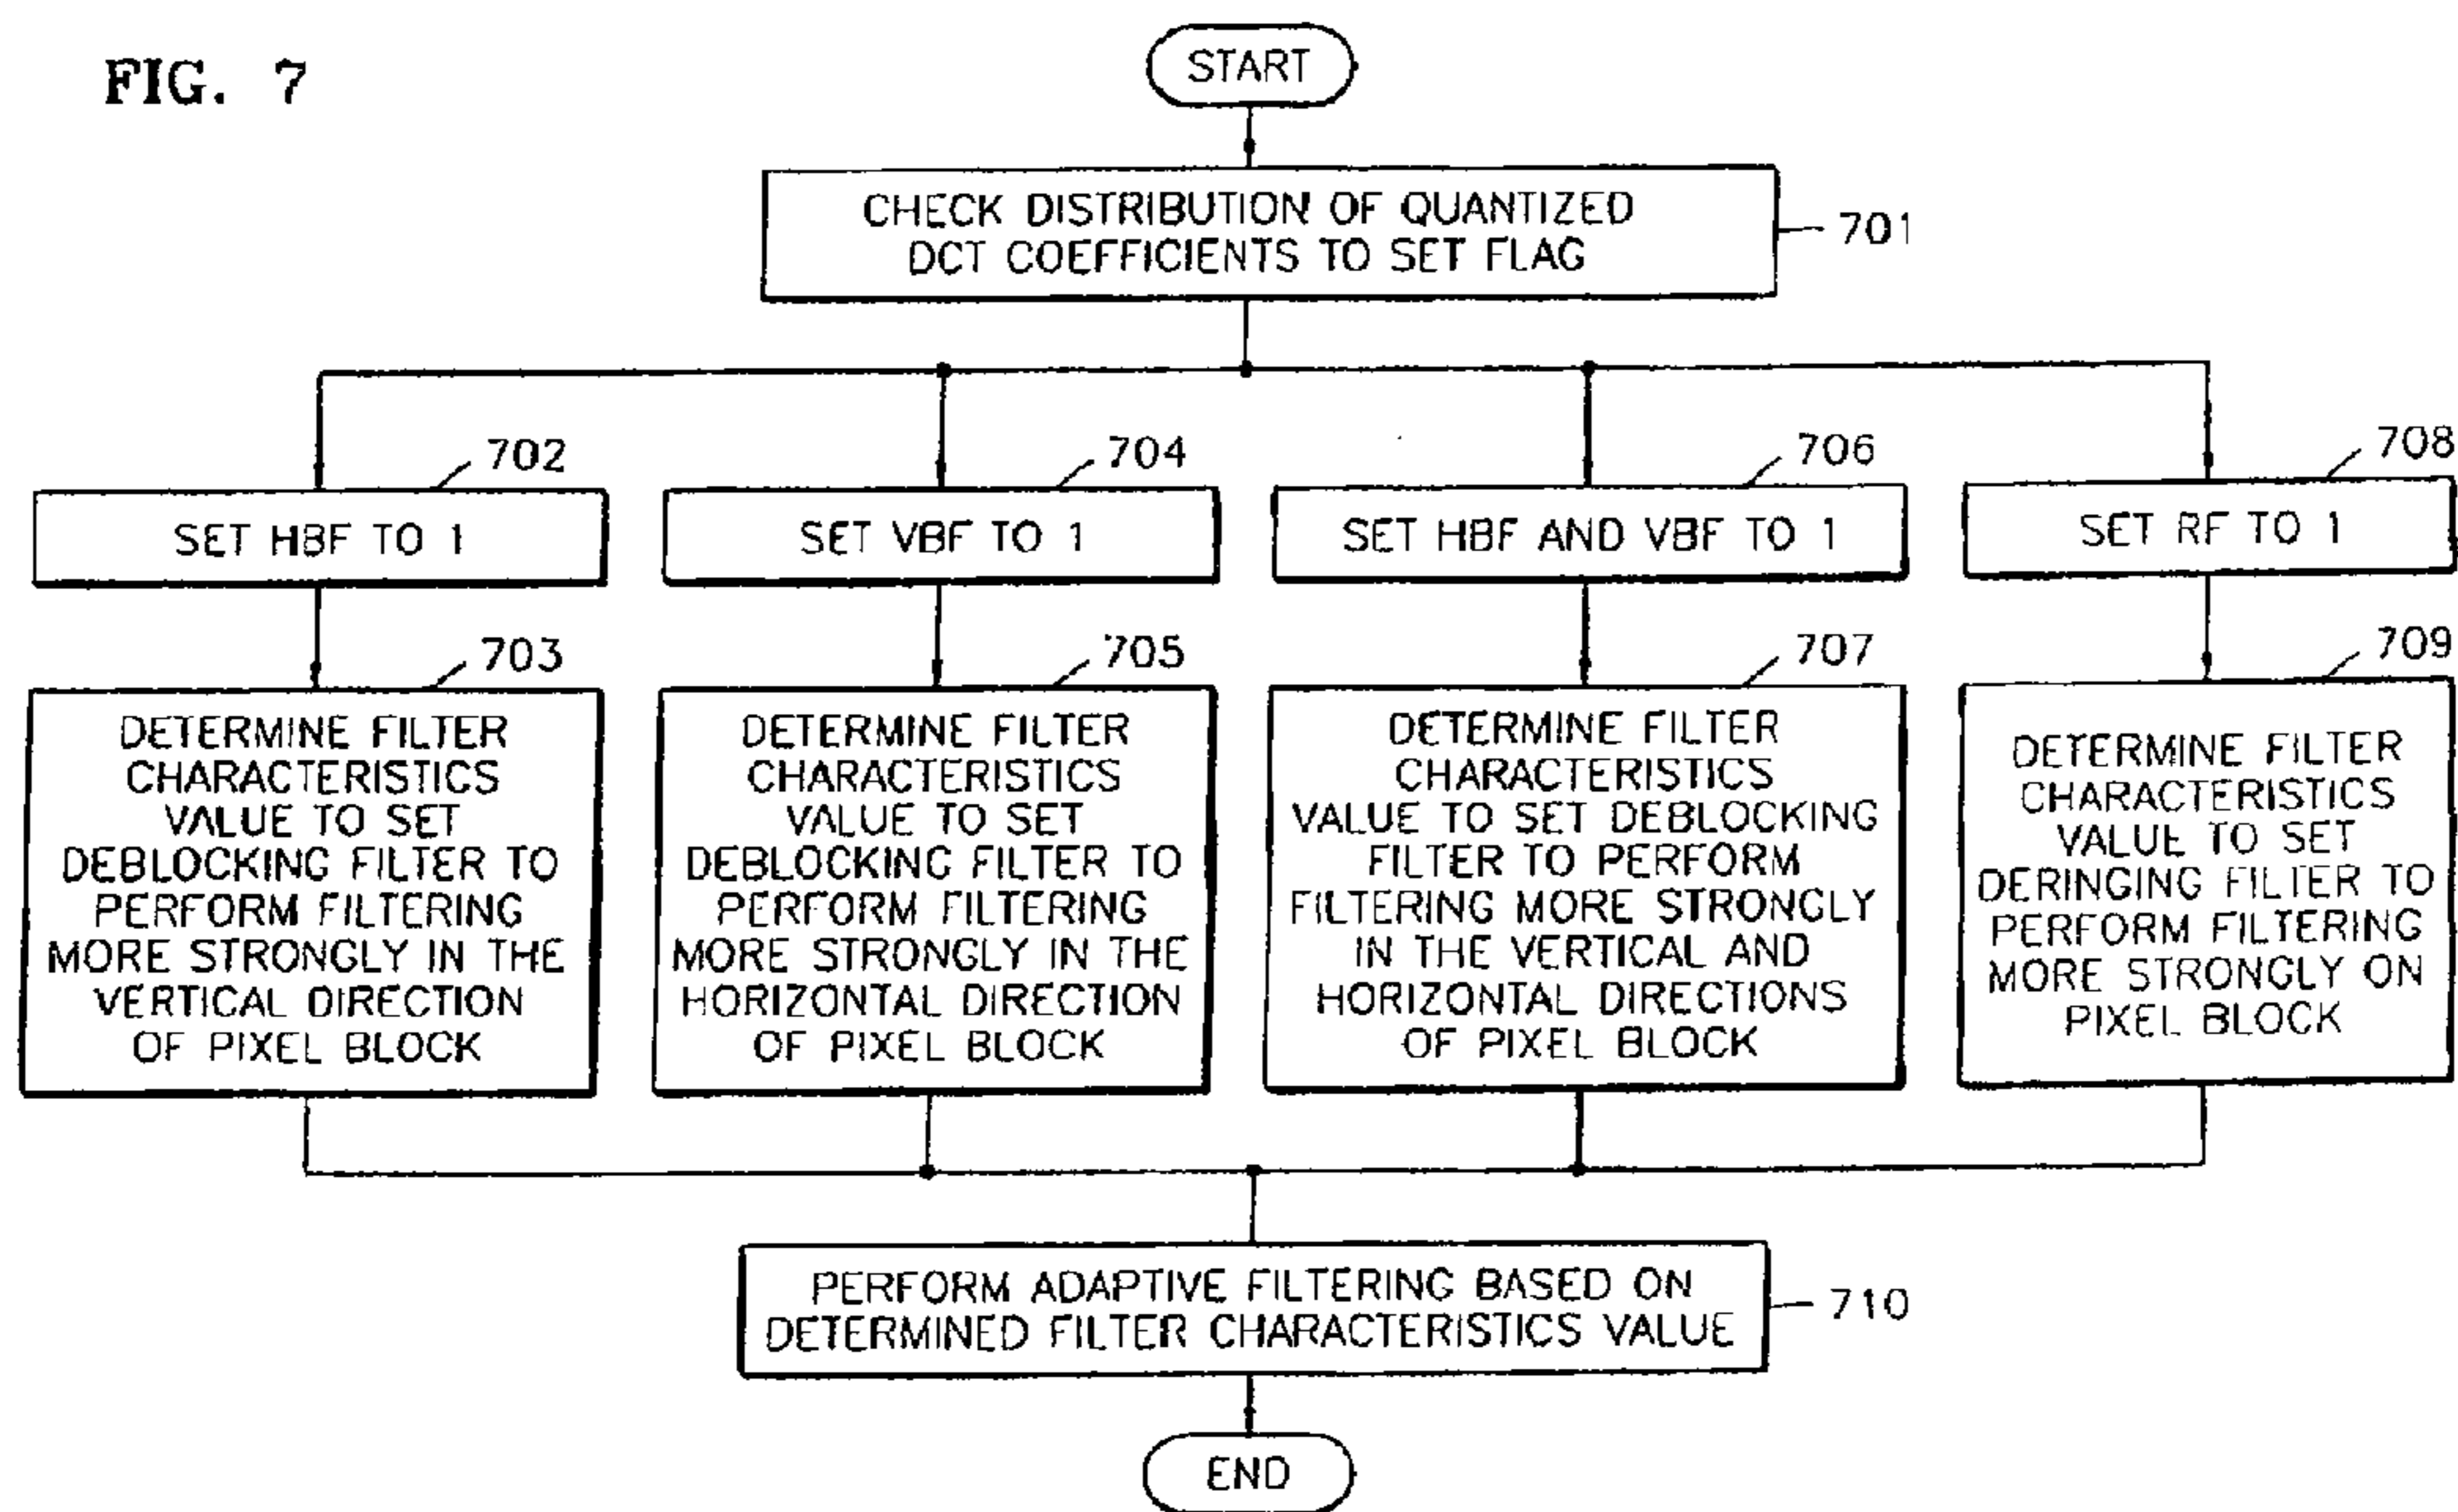 FIG. 7
START
CHECK DISTRIBUTION OF QUANTIZED
DCT COEFFICIENTS TO SET FLAG
701
702
SET HBF TO 1
704
SET VBF TO 1
706
SET HBF AND VBF TO 1
708
SET RF TO 1
703
DETERMINE FILTER
CHARACTERISTICS
VALUE TO SET
DEBLOCKING FILTER TO
PERFORM FILTERING
MORE STRONGLY IN THE
VERTICAL DIRECTION
OF PIXEL BLOCK
705
DETERMINE FILTER
CHARACTERISTICS
VALUE TO SET
DEBLOCKING FILTER TO
PERFORM FILTERING
MORE STRONGLY IN THE
HORIZONTAL DIRECTION
OF PIXEL BLOCK
707
DETERMINE FILTER
CHARACTERISTICS
VALUE TO SET DEBLOCKING
FILTER TO PERFORM
FILTERING MORE STRONGLY
IN THE VERTICAL AND
HORIZONTAL DIRECTIONS
OF PIXEL BLOCK
709
DETERMINE FILTER
CHARACTERISTICS
VALUE TO SET
DERINGING FILTER TO
PERFORM FILTERING
MORE STRONGLY ON
PIXEL BLOCK
PERFORM ADAPTIVE FILTERING BASED ON
DETERMINED FILTER CHARACTERISTICS VALUE
710
END